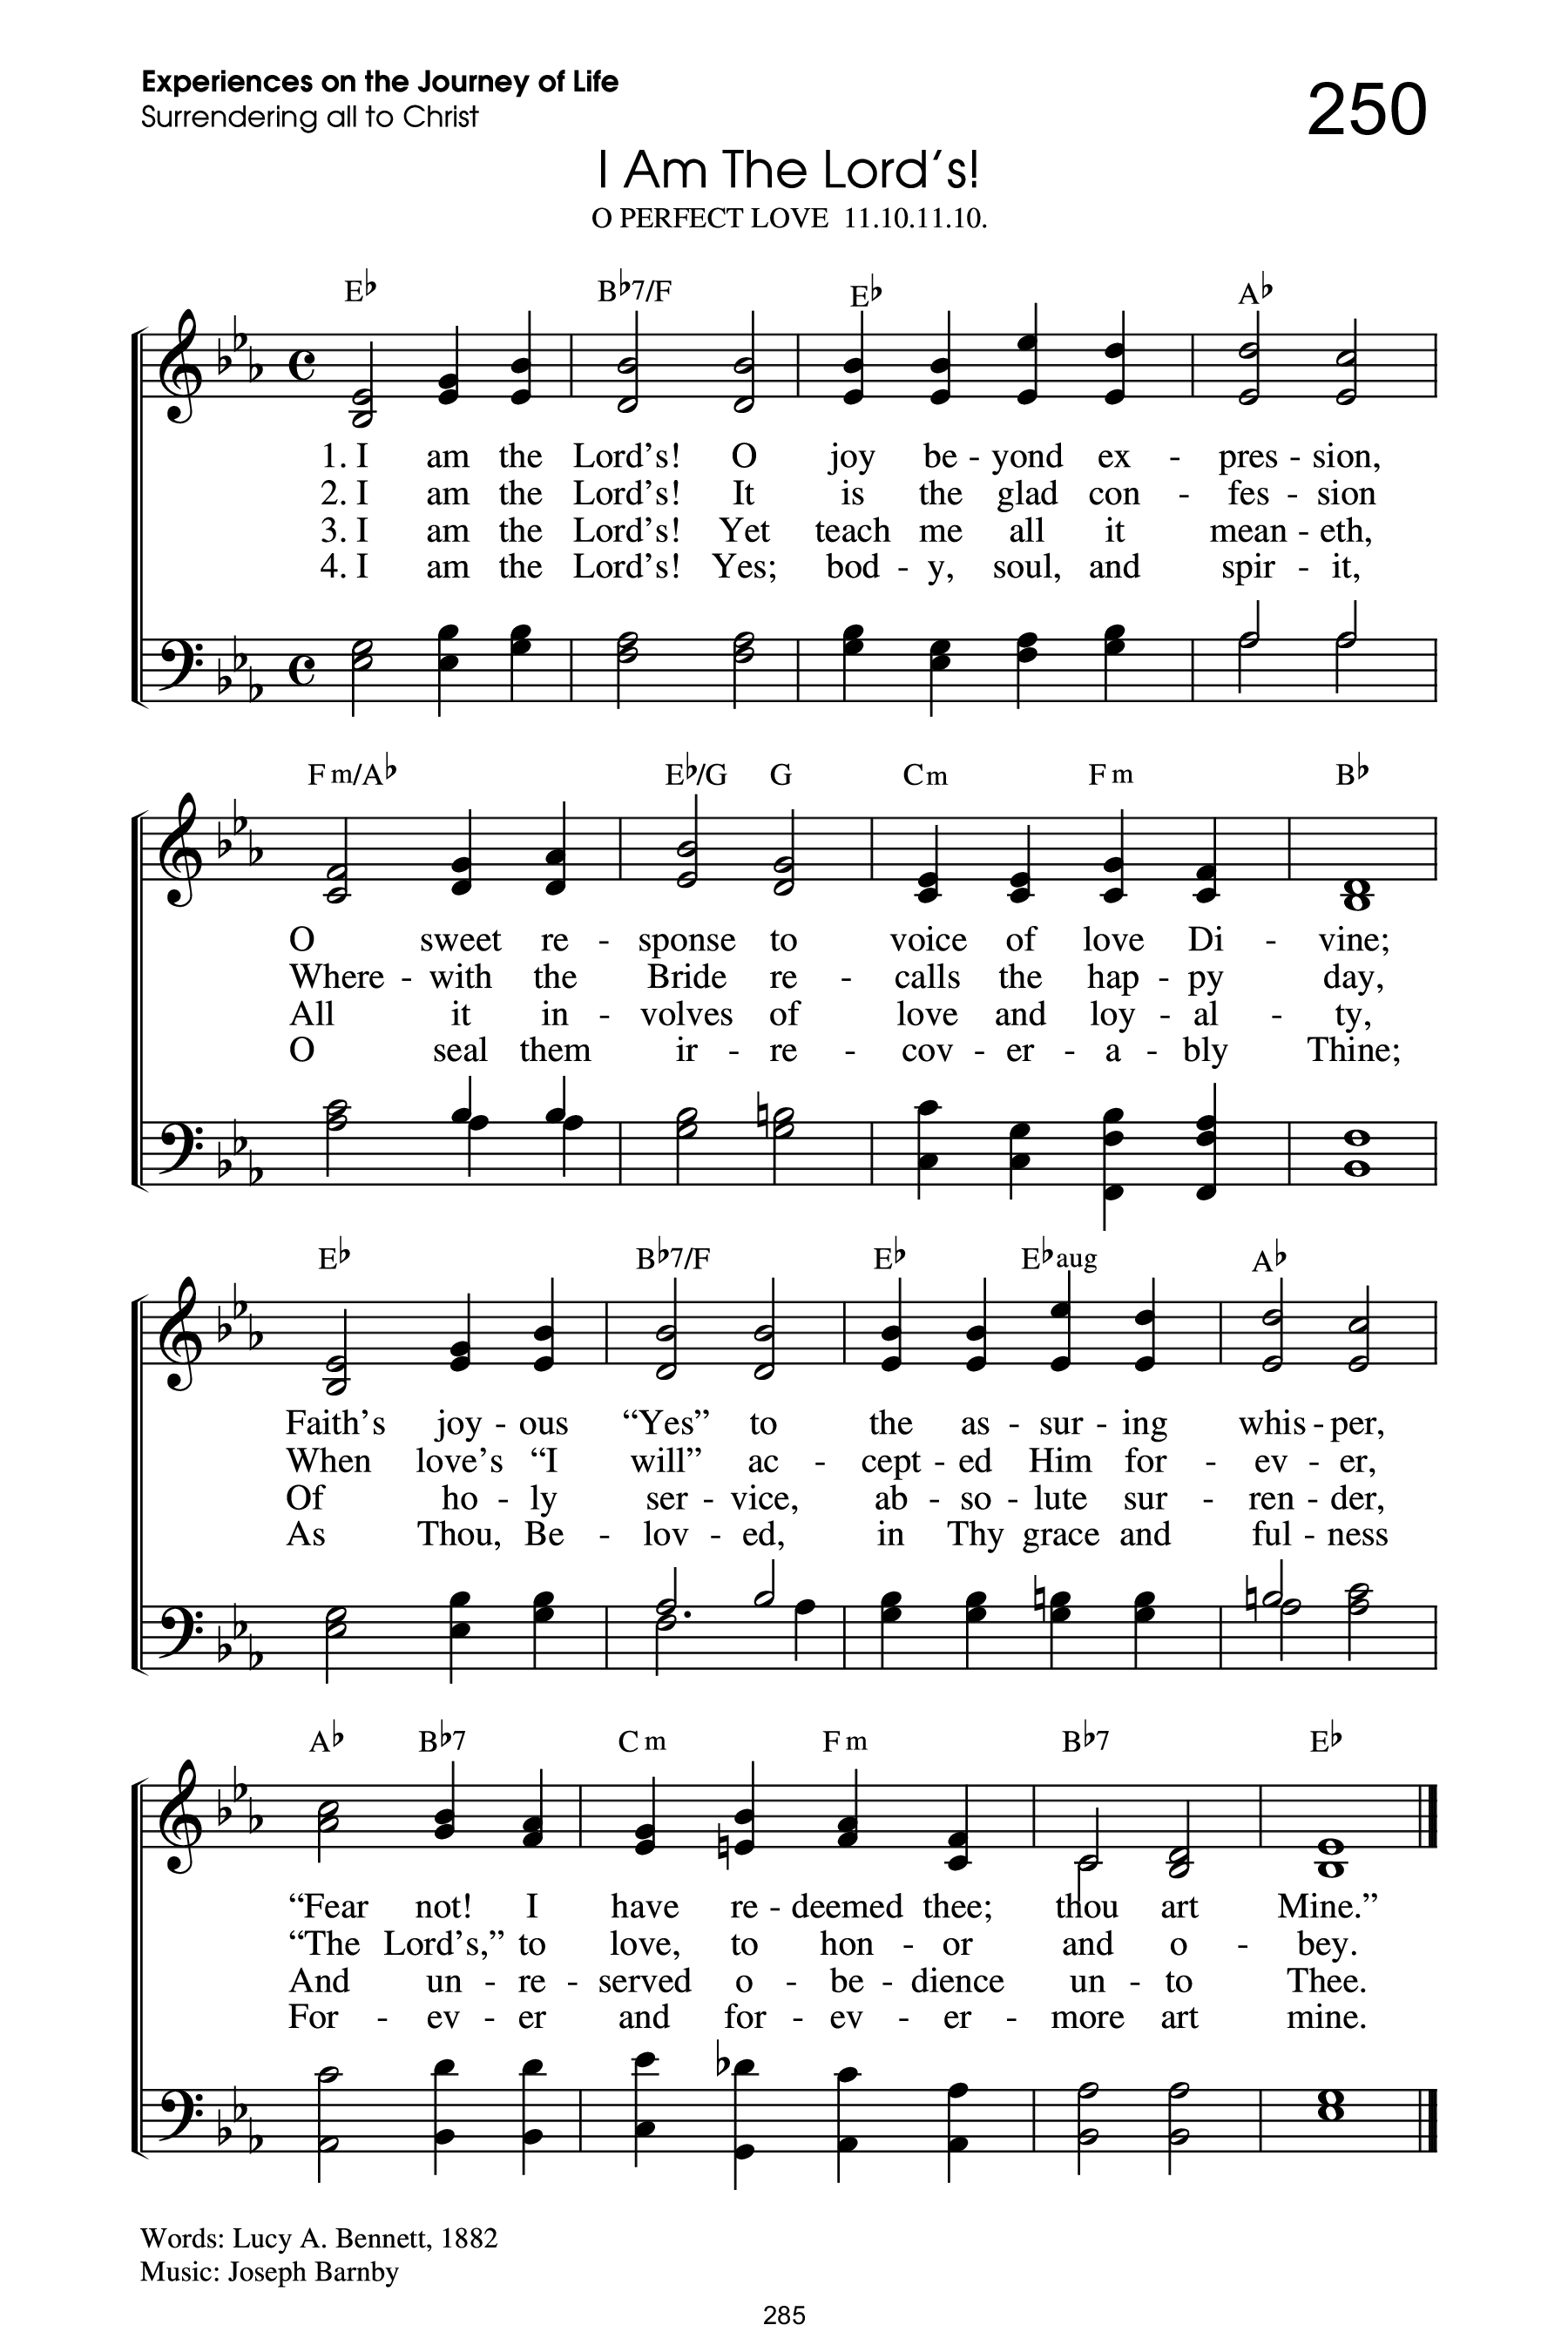 Experiences on the Journey of Life
Surrendering all to Christ
250
I Am The Lord's!
O PERFECT LOVE 11.10.11.10.
E♭ B♭7/F E♭ A♭
1. I am the Lord's! O joy be - yond ex - pres - sion,
2. I am the Lord's! It is the glad con - fes - sion
3. I am the Lord's! Yet teach me all it mean - eth,
4. I am the Lord's! Yes; bod - y, soul, and spir - it,
Fm/A♭ E♭/G G Cm Fm B♭
O sweet re - sponse to voice of love Di - vine;
Where - with the Bride re - calls the hap - py day,
All it in - volves of love and loy - al - ty,
O seal them ir - re - cov - er - a - bly Thine;
E♭ B♭7/F E♭ E♭aug A♭
Faith's joy - ous “Yes” to the as - sur - ing whis - per,
When love's “I will” ac - cept - ed Him for - ev - er,
Of ho - ly ser - vice, ab - so - lute sur - ren - der,
As Thou, Be - lov - ed, in Thy grace and ful - ness
A♭ B♭7 Cm Fm B♭7 E♭
“Fear not! I have re - deemed thee; thou art Mine.”
“The Lord's,” to love, to hon - or and o - bey.
And un - re - served o - be - dience un - to Thee.
For - ev - er and for - ev - er - more art mine.
Words: Lucy A. Bennett, 1882
Music: Joseph Barnby
285